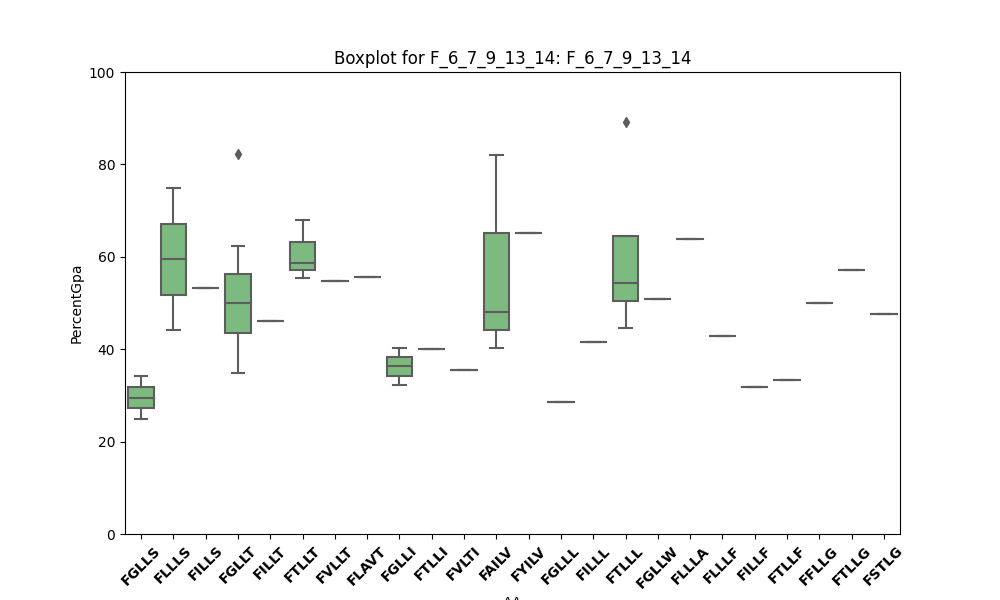 Boxplot for F_6_7_9_13_14: F_6_7_9_13_14
100
80
60
40
20
0
PercentGpa
FGLLS FLLLS FILLS FGLLT FILLT FTLLT FVLLT FLAVT FGLLI FTLLI FVLTI FAILV FYILV FGLLL FILLL FTLLL FGLLW FLLLA FLLLF FILLF FTLLF FFLLG FTLLG FSTLG
AA